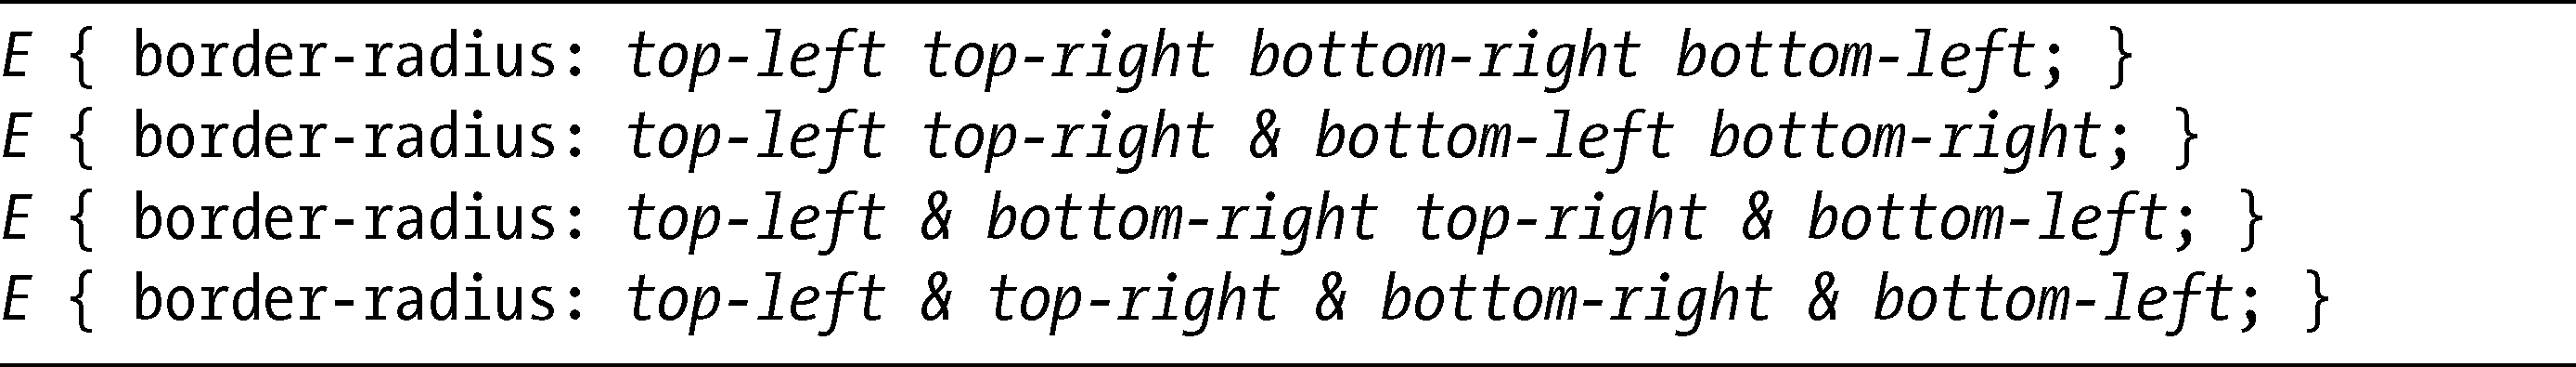 E { border-radius: top-left top-right bottom-right bottom-left; }
E { border-radius: top-left top-right & bottom-left bottom-right; }
E { border-radius: top-left & bottom-right top-right & bottom-left; }
E { border-radius: top-left & top-right & bottom-right & bottom-left; }